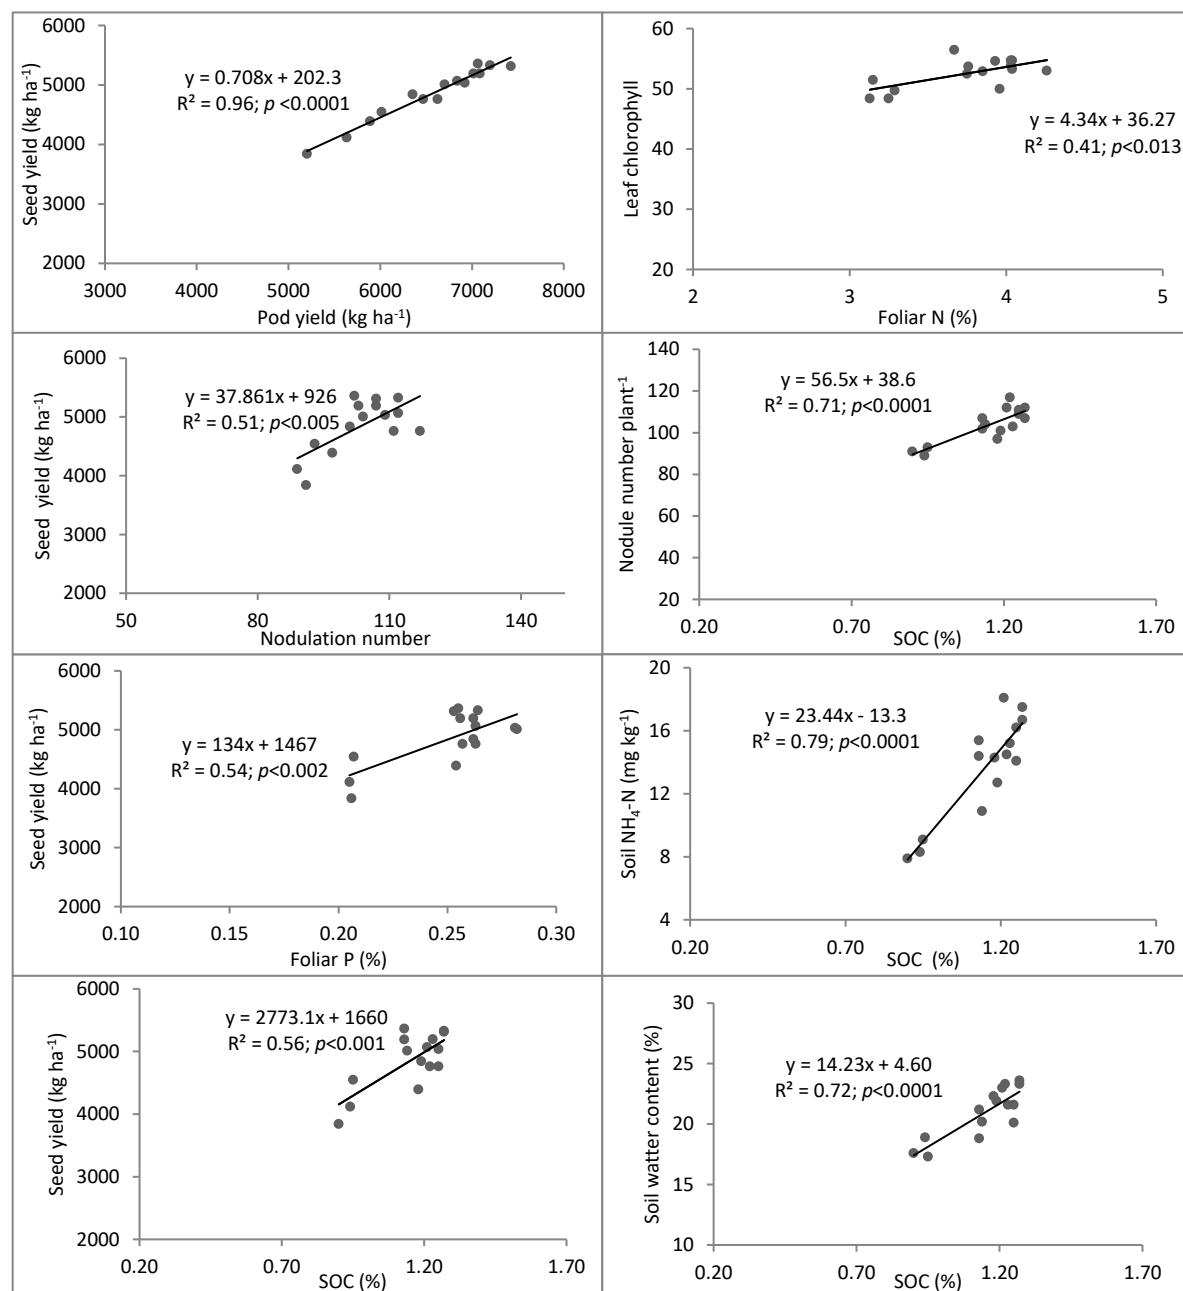 6000
5000
4000
3000
2000
3000 4000 5000 6000 7000 8000
Seed yield (kg ha⁻¹)
Pod yield (kg ha⁻¹)
y = 0.708x + 202.3
R² = 0.96; p <0.0001
60
50
40
30
20
2 3 4 5
Leaf chlorophyll
Foliar N (%)
y = 4.34x + 36.27
R² = 0.41; p<0.013
6000
5000
4000
3000
2000
50 80 110 140
Seed yield (kg ha⁻¹)
Nodulation number
y = 37.861x + 926
R² = 0.51; p<0.005
140
120
100
80
60
40
20
0.20 0.70 1.20 1.70
Nodule number plant⁻¹
SOC (%)
y = 56.5x + 38.6
R² = 0.71; p<0.0001
6000
5000
4000
3000
2000
0.10 0.15 0.20 0.25 0.30
Seed yield (kg ha⁻¹)
Foliar P (%)
y = 134x + 1467
R² = 0.54; p<0.002
20
16
12
8
4
0.20 0.70 1.20 1.70
Soil NH₄-N (mg kg⁻¹)
SOC (%)
y = 23.44x - 13.3
R² = 0.79; p<0.0001
6000
5000
4000
3000
2000
0.20 0.70 1.20 1.70
Seed yield (kg ha⁻¹)
SOC (%)
y = 2773.1x + 1660
R² = 0.56; p<0.001
30
25
20
15
10
0.20 0.70 1.20 1.70
Soil watter content (%)
SOC (%)
y = 14.23x + 4.60
R² = 0.72; p<0.0001